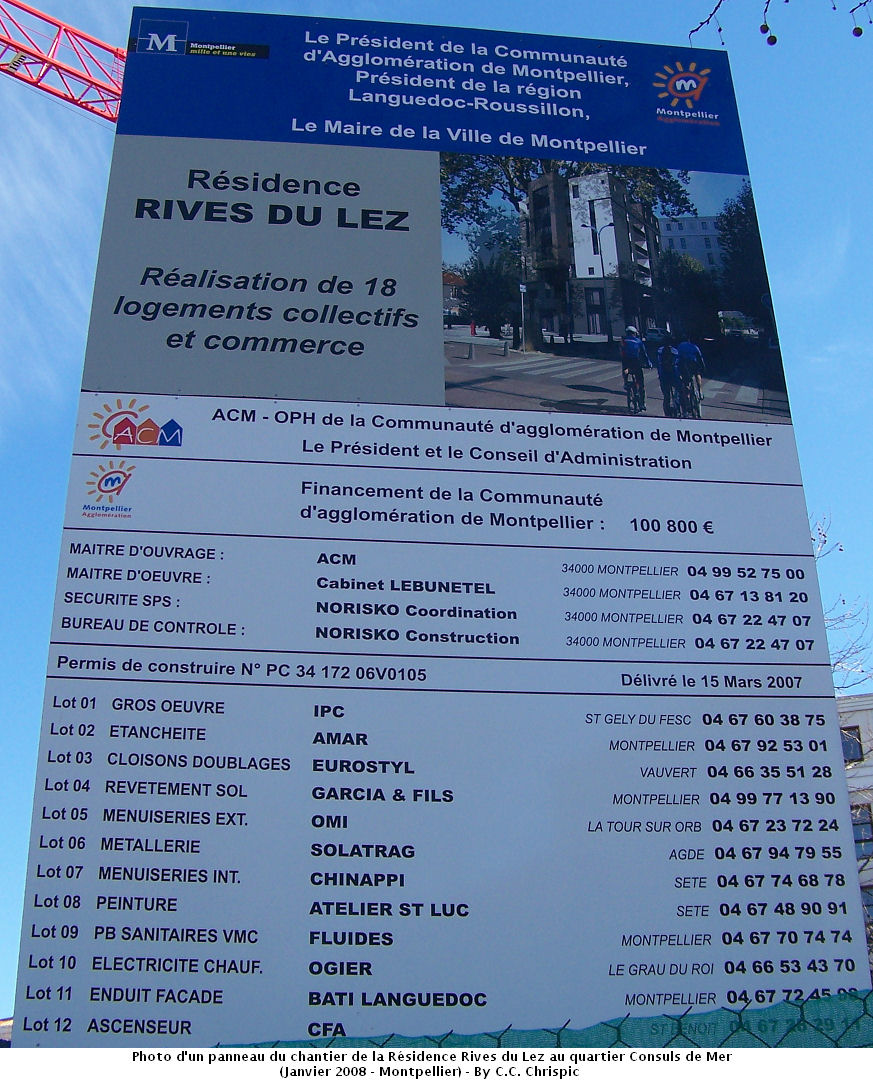 M Montpellier
mille et une vies
Le Président de la Communauté
d'Agglomération de Montpellier,
Président de la région
Languedoc-Roussillon,
Le Maire de la Ville de Montpellier
m
Montpellier
Agglomération
Résidence
RIVES DU LEZ
Réalisation de 18
logements collectifs
et commerce
ACM
ACM - OPH de la Communauté d'agglomération de Montpellier
Le Président et le Conseil d'Administration
m
Montpellier
Agglomération
Financement de la Communauté
d'agglomération de Montpellier : 100 800 €
MAITRE D'OUVRAGE : ACM 34000 MONTPELLIER 04 99 52 75 00
MAITRE D'OEUVRE : Cabinet LEBUNETEL 34000 MONTPELLIER 04 67 13 81 20
SECURITE SPS : NORISKO Coordination 34000 MONTPELLIER 04 67 22 47 07
BUREAU DE CONTROLE : NORISKO Construction 34000 MONTPELLIER 04 67 22 47 07
Permis de construire N° PC 34 172 06V0105 Délivré le 15 Mars 2007
Lot 01 GROS OEUVRE IPC ST GELY DU FESC 04 67 60 38 75
Lot 02 ETANCHEITE AMAR MONTPELLIER 04 67 92 53 01
Lot 03 CLOISONS DOUBLAGES EUROSTYL VAUVERT 04 66 35 51 28
Lot 04 REVETEMENT SOL GARCIA & FILS MONTPELLIER 04 99 77 13 90
Lot 05 MENUISERIES EXT. OMI LA TOUR SUR ORB 04 67 23 72 24
Lot 06 METALLERIE SOLATRAG AGDE 04 67 94 79 55
Lot 07 MENUISERIES INT. CHINAPPI SETE 04 67 74 68 78
Lot 08 PEINTURE ATELIER ST LUC SETE 04 67 48 90 91
Lot 09 PB SANITAIRES VMC FLUIDES MONTPELLIER 04 67 70 74 74
Lot 10 ELECTRICITE CHAUF. OGIER LE GRAU DU ROI 04 66 53 43 70
Lot 11 ENDUIT FACADE BATI LANGUEDOC MONTPELLIER 04 67 72 45
Lot 12 ASCENSEUR CFA ST BENOIT 04 67 29 11
Photo d'un panneau du chantier de la Résidence Rives du Lez au quartier Consuls de Mer
(Janvier 2008 - Montpellier) - By C.C. Chrispic